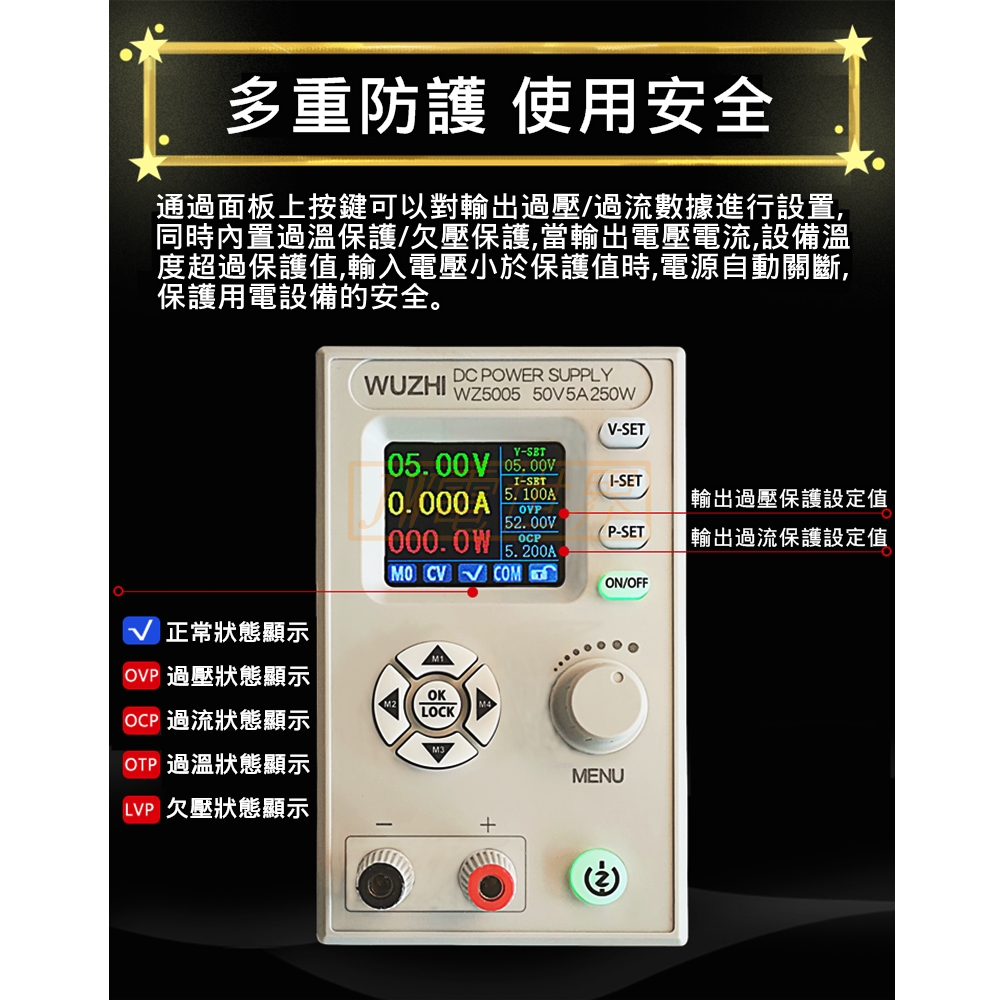 多重防護 使用安全
通過面板上按鍵可以對輸出過壓/過流數據進行設置,
同時內置過溫保護/欠壓保護,當輸出電壓電流,設備溫
度超過保護值,輸入電壓小於保護值時,電源自動關斷,
保護用電設備的安全。
WUZHI
DC POWER SUPPLY
WZ5005 50V5A250W
V-SET
I-SET
P-SET
ON/OFF
05.00V
0.000A
000.0W
V-SET
05.00V
I-SET
5.100A
OVP
52.00V
OCP
5.200A
M0 CV COM
輸出過壓保護設定值
輸出過流保護設定值
正常狀態顯示
OVP 過壓狀態顯示
OCP 過流狀態顯示
OTP 過溫狀態顯示
LVP 欠壓狀態顯示
M1
M2
OK
LOCK
M4
M3
MENU
− +